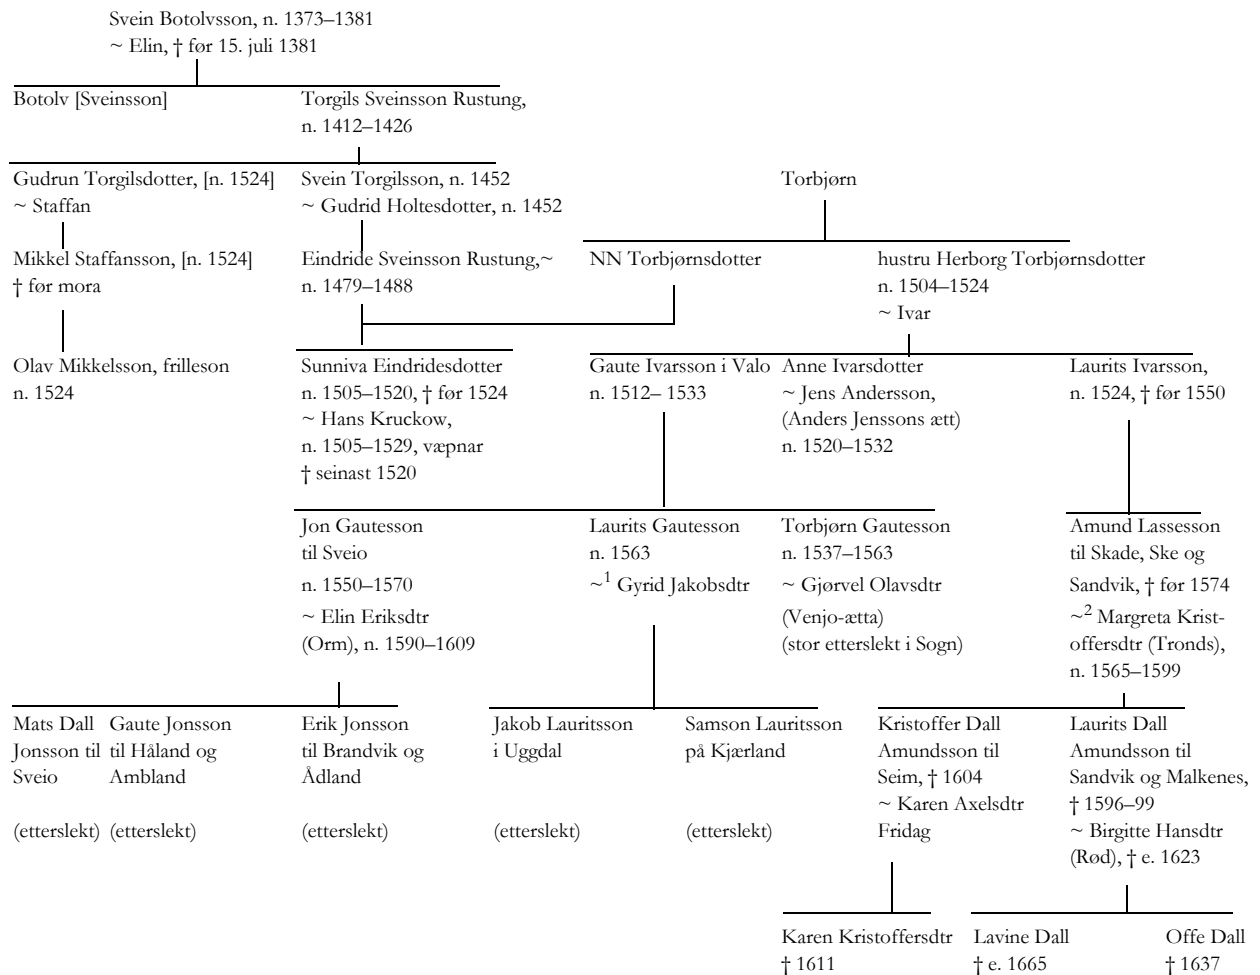 Svein Botolvsson, n. 1373–1381
~ Elin, † før 15. juli 1381
Botolv [Sveinsson]
Torgils Sveinsson Rustung,
n. 1412–1426
Gudrun Torgilsdotter, [n. 1524]
~ Staffan
Svein Torgilsson, n. 1452
~ Gudrid Holtesdotter, n. 1452
Torbjørn
Mikkel Staffansson, [n. 1524]
† før mora
Eindride Sveinsson Rustung,~
n. 1479–1488
NN Torbjørnsdotter
hustru Herborg Torbjørnsdotter
n. 1504–1524
~ Ivar
Olav Mikkelsson, frilleson
n. 1524
Sunniva Eindridesdotter
n. 1505–1520, † før 1524
~ Hans Kruckow,
n. 1505–1529, væpnar
† seinast 1520
Gaute Ivarsson i Valo
n. 1512– 1533
Anne Ivarsdotter
~ Jens Andersson,
(Anders Jenssons ætt)
n. 1520–1532
Laurits Ivarsson,
n. 1524, † før 1550
Jon Gautesson
til Sveio
n. 1550–1570
~ Elin Eriksdtr
(Orm), n. 1590–1609
Laurits Gautesson
n. 1563
~1 Gyrid Jakobsdtr
Torbjørn Gautesson
n. 1537–1563
~ Gjørvel Olavsdtr
(Venjo-ætta)
(stor etterslekt i Sogn)
Amund Lassesson
til Skade, Ske og
Sandvik, † før 1574
~2 Margreta Krist-
offersdtr (Tronds),
n. 1565–1599
Mats Dall
Jonsson til
Sveio
(etterslekt)
Gaute Jonsson
til Håland og
Ambland
(etterslekt)
Erik Jonsson
til Brandvik og
Ådland
(etterslekt)
Jakob Lauritsson
i Uggdal
(etterslekt)
Samson Lauritsson
på Kjærland
(etterslekt)
Kristoffer Dall
Amundsson til
Seim, † 1604
~ Karen Axelsdtr
Fridag
Laurits Dall
Amundsson til
Sandvik og Malkenes,
† 1596–99
~ Birgitte Hansdtr
(Rød), † e. 1623
Karen Kristoffersdtr
† 1611
Lavine Dall
† e. 1665
Offe Dall
† 1637